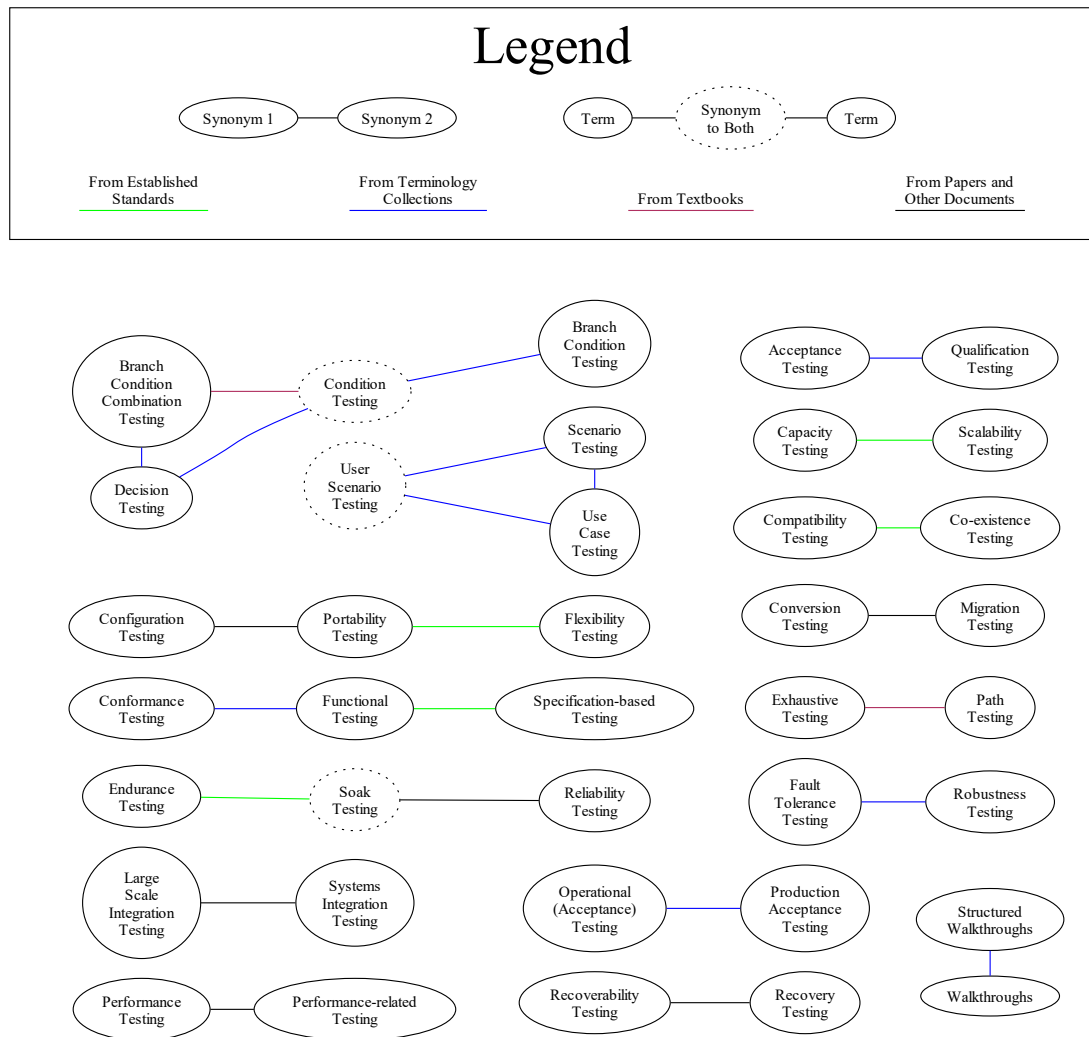 Legend
Synonym 1
Synonym 2
Term
Synonym
to Both
Term
From Established
Standards
From Terminology
Collections
From Textbooks
From Papers and
Other Documents
Branch
Condition
Combination
Testing
Condition
Testing
Branch
Condition
Testing
Decision
Testing
User
Scenario
Testing
Scenario
Testing
Use
Case
Testing
Acceptance
Testing
Qualification
Testing
Capacity
Testing
Scalability
Testing
Compatibility
Testing
Co-existence
Testing
Configuration
Testing
Portability
Testing
Flexibility
Testing
Conversion
Testing
Migration
Testing
Conformance
Testing
Functional
Testing
Specification-based
Testing
Exhaustive
Testing
Path
Testing
Endurance
Testing
Soak
Testing
Reliability
Testing
Fault
Tolerance
Testing
Robustness
Testing
Large
Scale
Integration
Testing
Systems
Integration
Testing
Operational
(Acceptance)
Testing
Production
Acceptance
Testing
Structured
Walkthroughs
Walkthroughs
Performance
Testing
Performance-related
Testing
Recoverability
Testing
Recovery
Testing